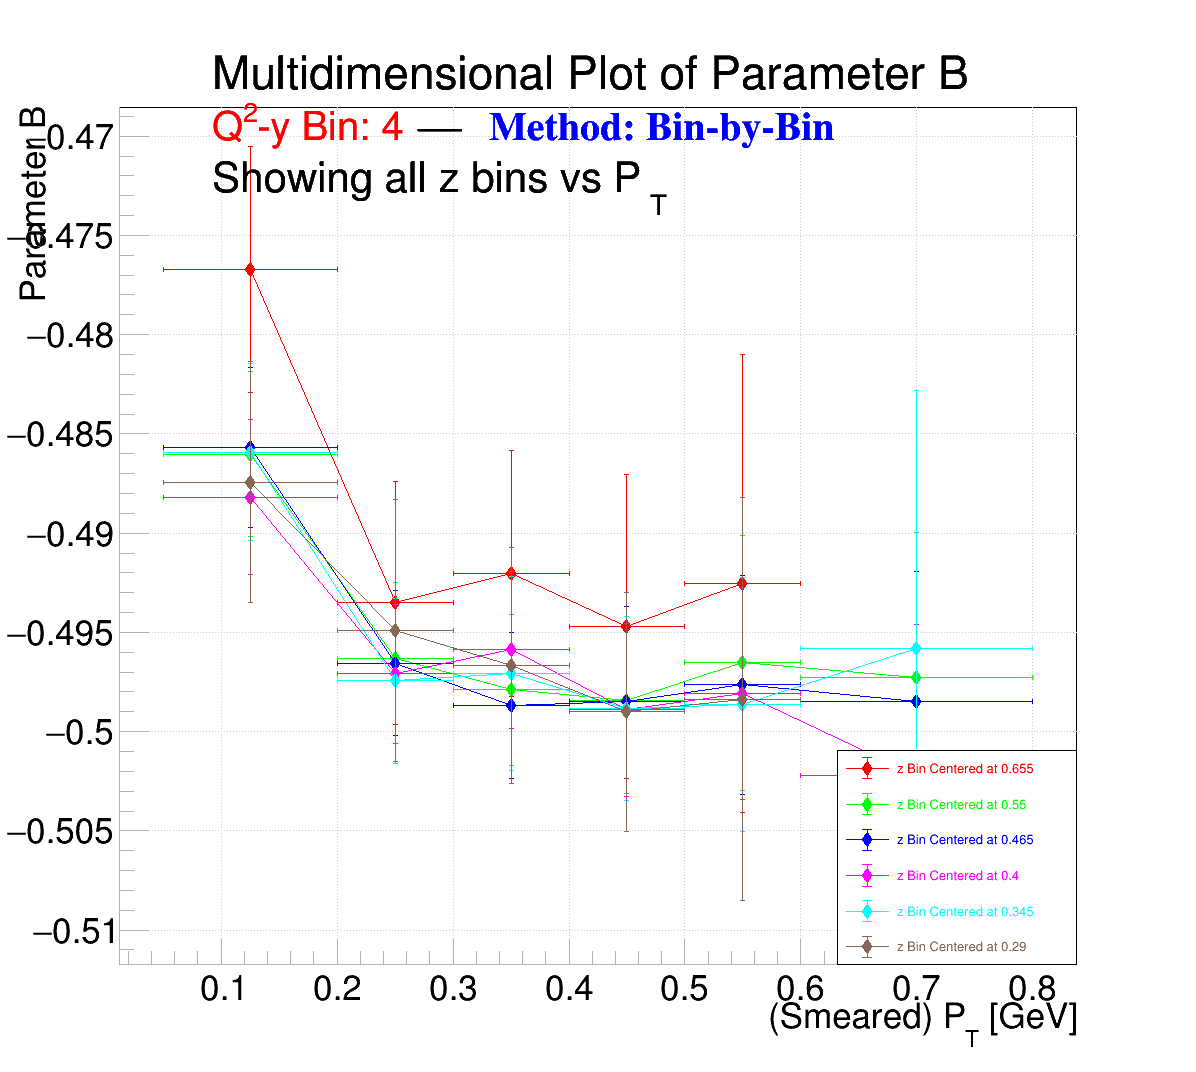 Multidimensional Plot of Parameter B
Q²-y Bin: 4 — Method: Bin-by-Bin
Showing all z bins vs P_T
Parameter B
−0.47
−0.475
−0.48
−0.485
−0.49
−0.495
−0.5
−0.505
−0.51
z Bin Centered at 0.655
z Bin Centered at 0.55
z Bin Centered at 0.465
z Bin Centered at 0.4
z Bin Centered at 0.345
z Bin Centered at 0.29
0.1 0.2 0.3 0.4 0.5 0.6 0.7 0.8
(Smeared) P_T [GeV]